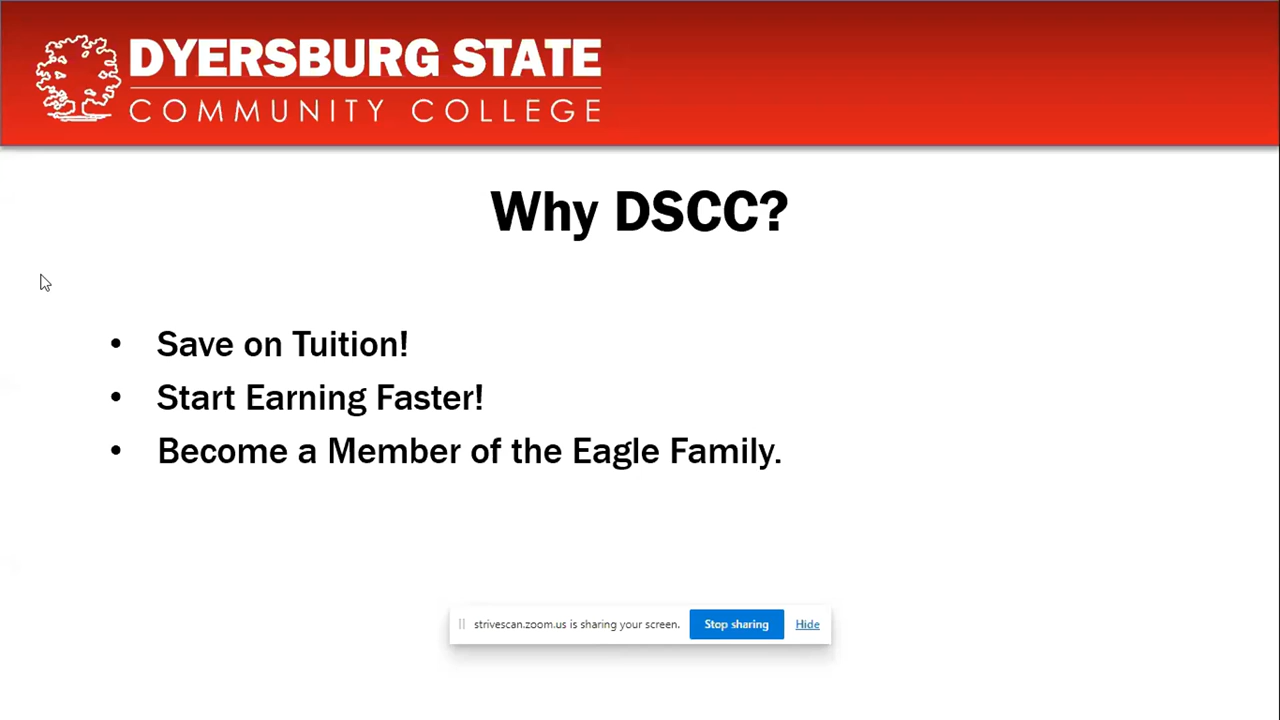 DYERSBURG STATE
COMMUNITY COLLEGE
Why DSCC?
• Save on Tuition!
• Start Earning Faster!
• Become a Member of the Eagle Family.
strivescan.zoom.us is sharing your screen. Stop sharing Hide